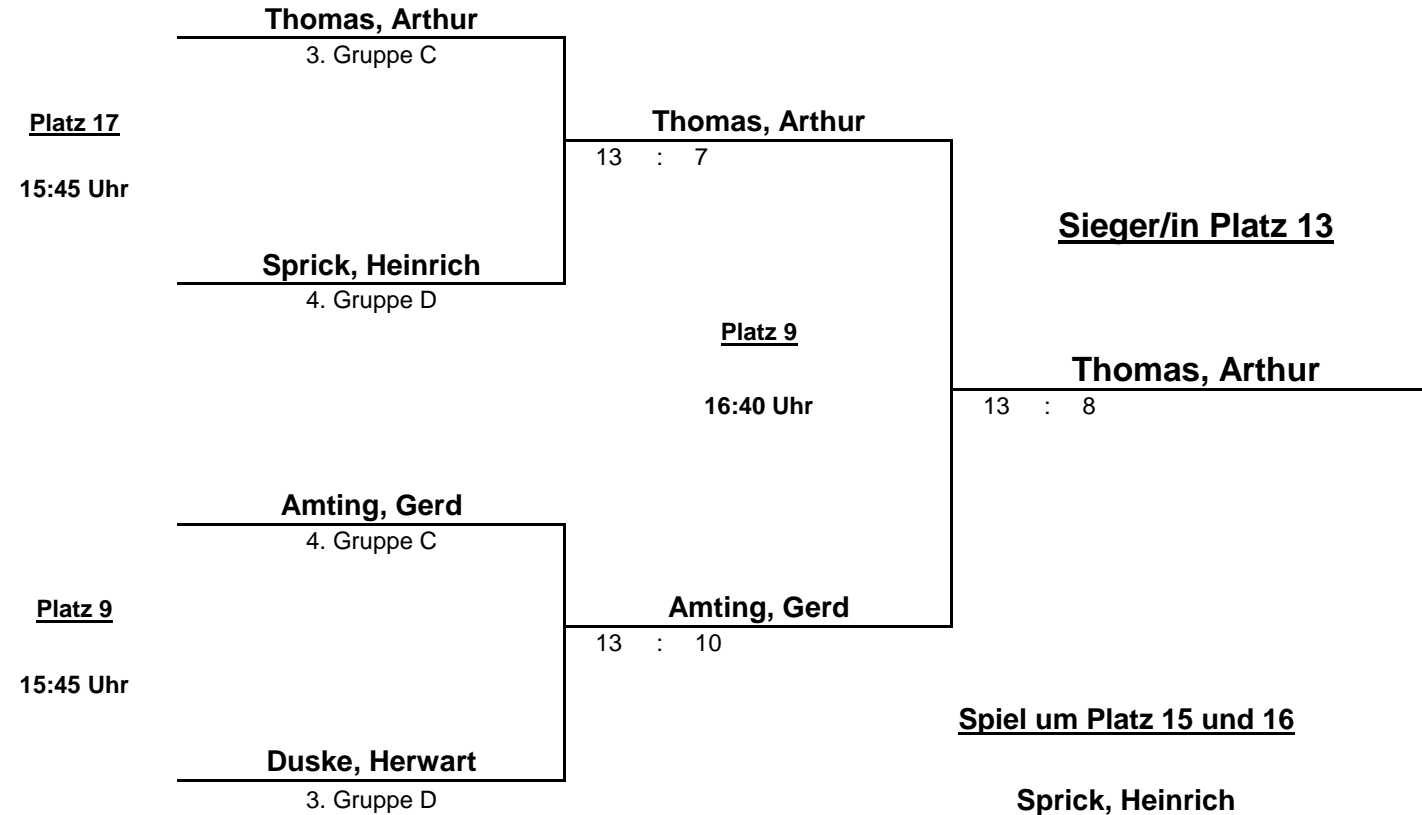 Thomas, Arthur
3. Gruppe C
Platz 17
Thomas, Arthur
13 : 7
15:45 Uhr
Sieger/in Platz 13
Sprick, Heinrich
4. Gruppe D
Platz 9
Thomas, Arthur
16:40 Uhr
13 : 8
Amting, Gerd
4. Gruppe C
Platz 9
Amting, Gerd
13 : 10
15:45 Uhr
Spiel um Platz 15 und 16
Duske, Herwart
3. Gruppe D
Sprick, Heinrich